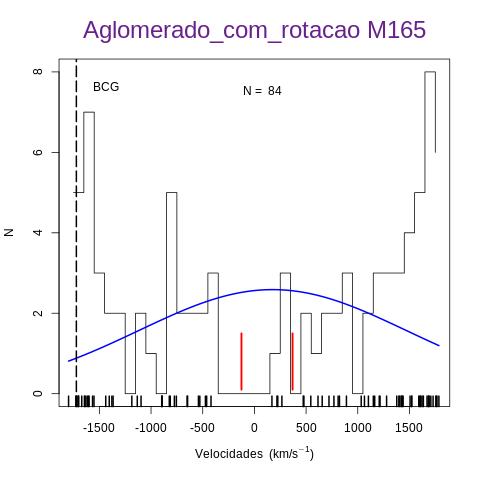 Aglomerado_com_rotacao M165
BCG
N = 84
8
6
4
2
0
N
-1500 -1000 -500 0 500 1000 1500
Velocidades (km/s⁻¹)